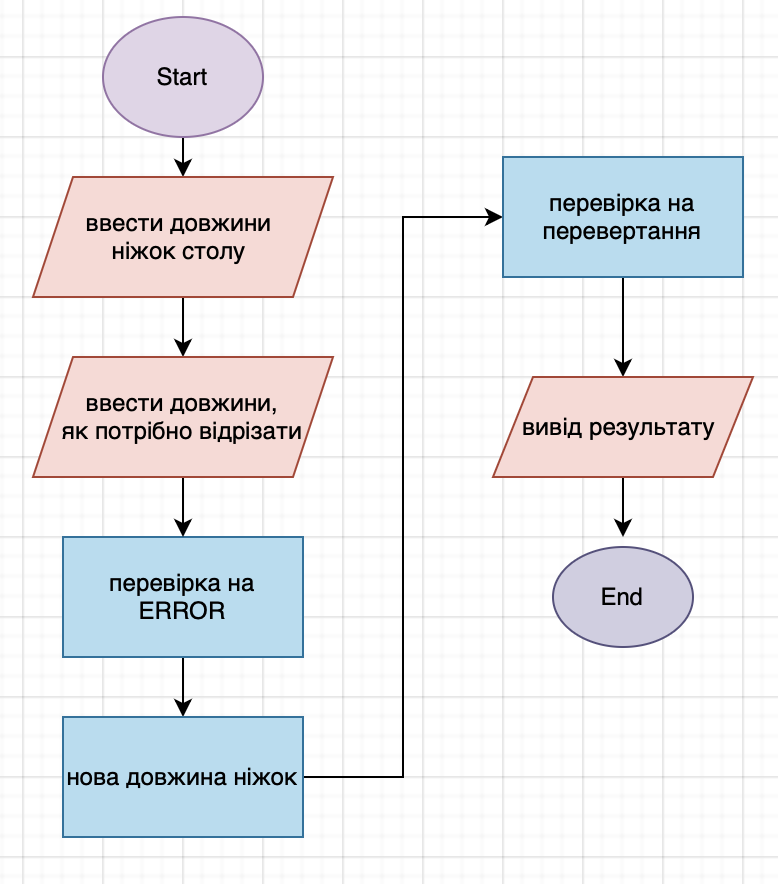 Start
ввести довжини
ніжок столу
ввести довжини,
як потрібно відрізати
перевірка на
ERROR
нова довжина ніжок
перевірка на
перевертання
вивід результату
End